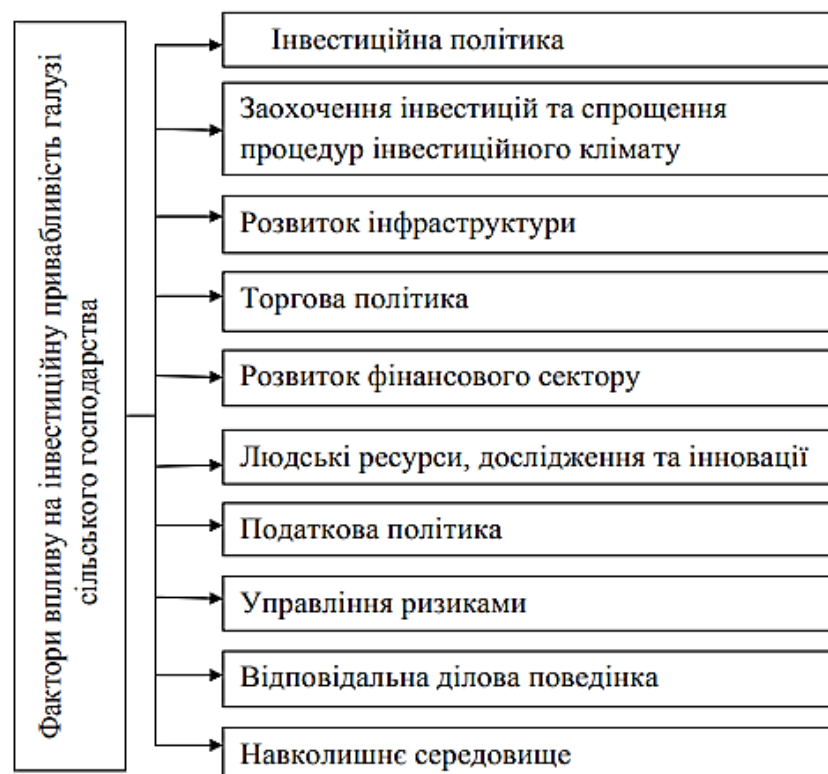 Фактори впливу на інвестиційну привабливість галузі
сільського господарства
Інвестиційна політика
Заохочення інвестицій та спрощення
процедур інвестиційного клімату
Розвиток інфраструктури
Торгова політика
Розвиток фінансового сектору
Людські ресурси, дослідження та інновації
Податкова політика
Управління ризиками
Відповідальна ділова поведінка
Навколишнє середовище